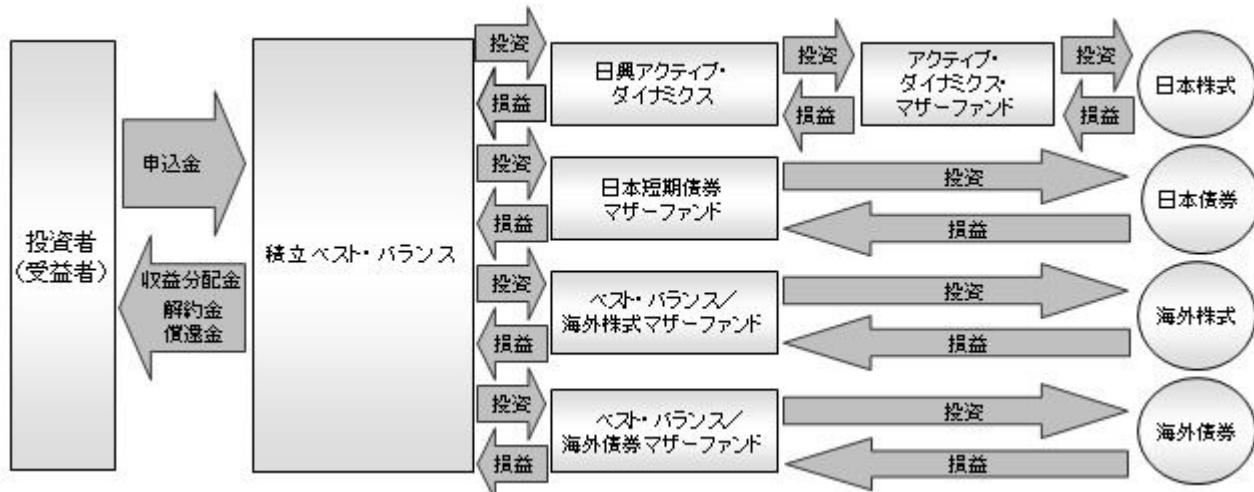 投資者
(受益者)
申込金
収益分配金
解約金
償還金
積立ベスト・バランス
投資
損益
日興アクティブ・
ダイナミクス
投資
損益
アクティブ・
ダイナミクス・
マザーファンド
投資
損益
日本株式
投資
損益
日本短期債券
マザーファンド
投資
損益
日本債券
投資
損益
ベスト・バランス/
海外株式マザーファンド
投資
損益
海外株式
投資
損益
ベスト・バランス/
海外債券マザーファンド
投資
損益
海外債券